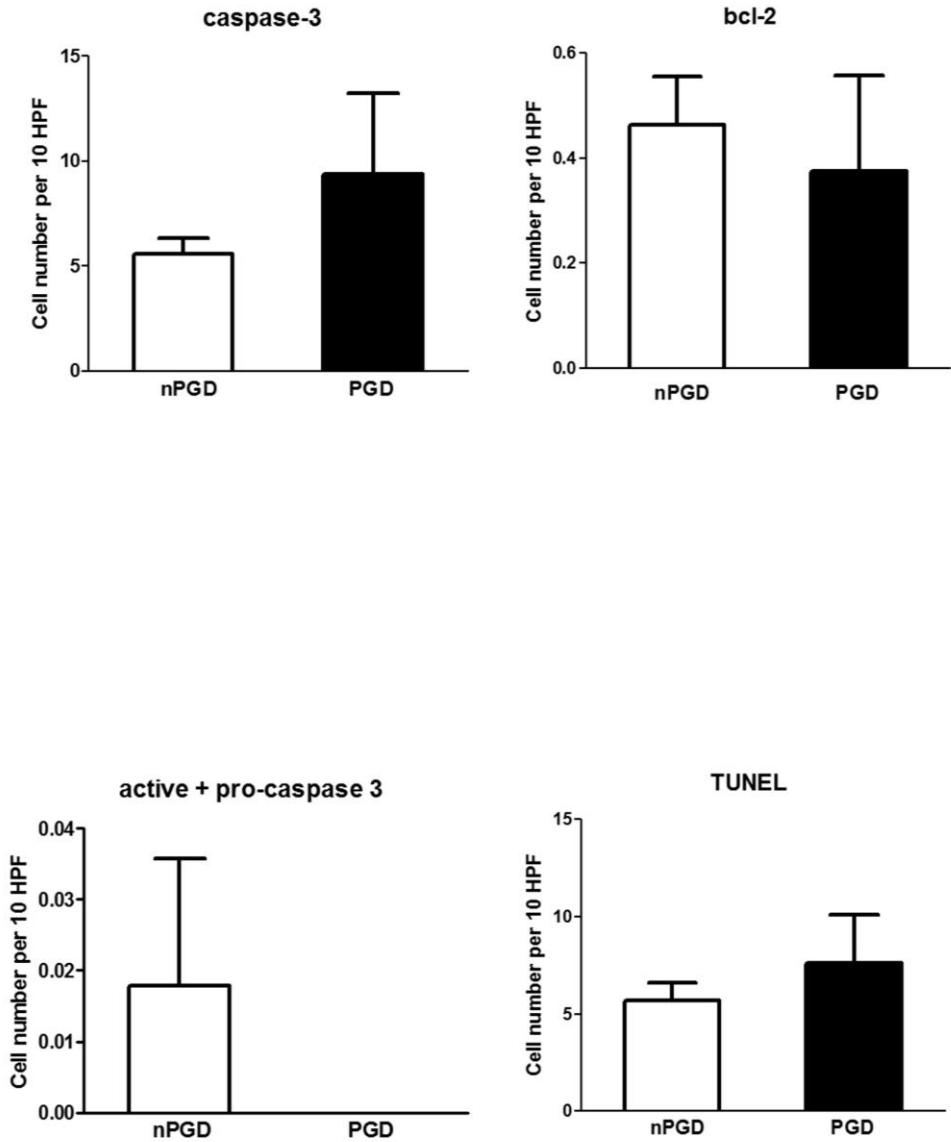 caspase-3
Cell number per 10 HPF
15
10
5
0
nPGD PGD
bcl-2
Cell number per 10 HPF
0.6
0.4
0.2
0.0
nPGD PGD
active + pro-caspase 3
Cell number per 10 HPF
0.04
0.03
0.02
0.01
0.00
nPGD PGD
TUNEL
Cell number per 10 HPF
15
10
5
0
nPGD PGD